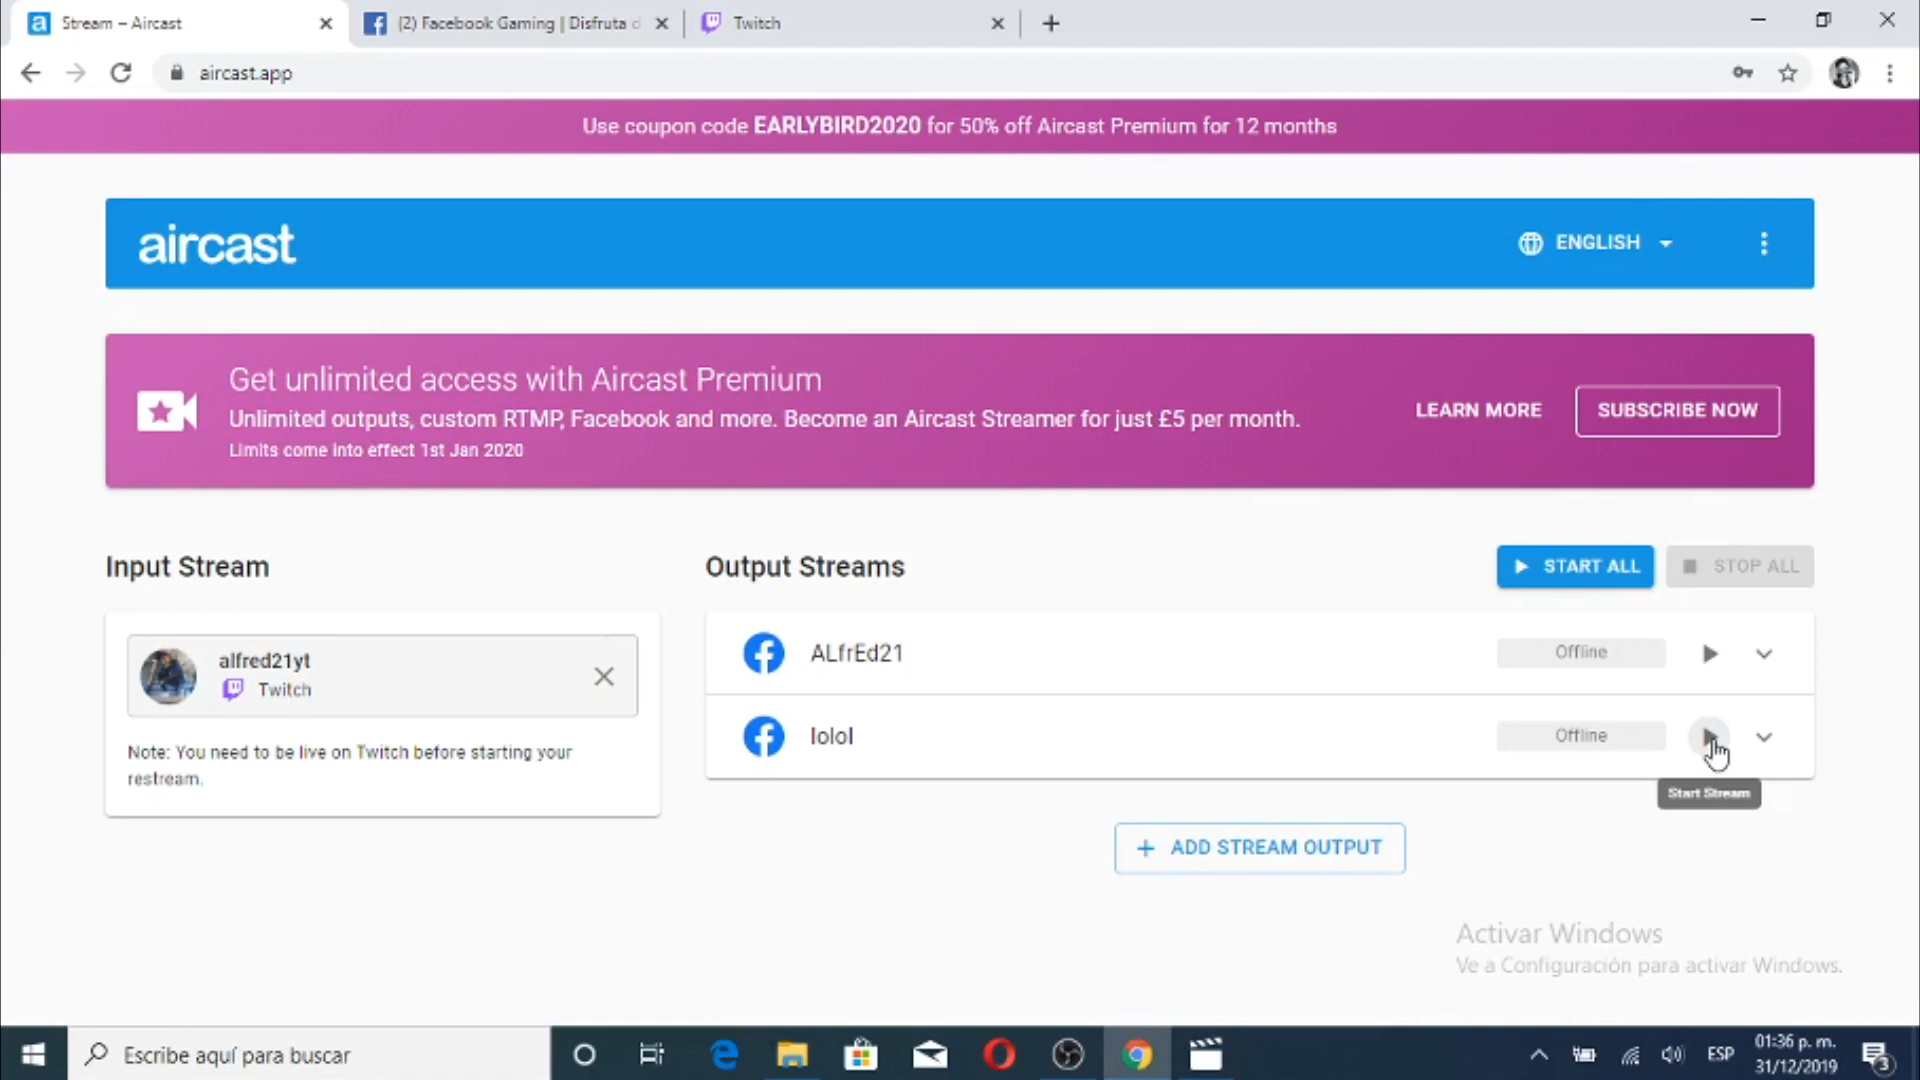 Stream – Aircast
(2) Facebook Gaming | Disfruta d
Twitch
aircast.app
Use coupon code EARLYBIRD2020 for 50% off Aircast Premium for 12 months
aircast
ENGLISH
Get unlimited access with Aircast Premium
Unlimited outputs, custom RTMP, Facebook and more. Become an Aircast Streamer for just £5 per month.
Limits come into effect 1st Jan 2020
LEARN MORE
SUBSCRIBE NOW
Input Stream
alfred21yt
Twitch
Note: You need to be live on Twitch before starting your
restream.
Output Streams
START ALL
STOP ALL
ALfrEd21
Offline
lolol
Offline
Start Stream
+ ADD STREAM OUTPUT
Activar Windows
Ve a Configuración para activar Windows.
Escribe aquí para buscar
ESP
01:36 p. m.
31/12/2019
3